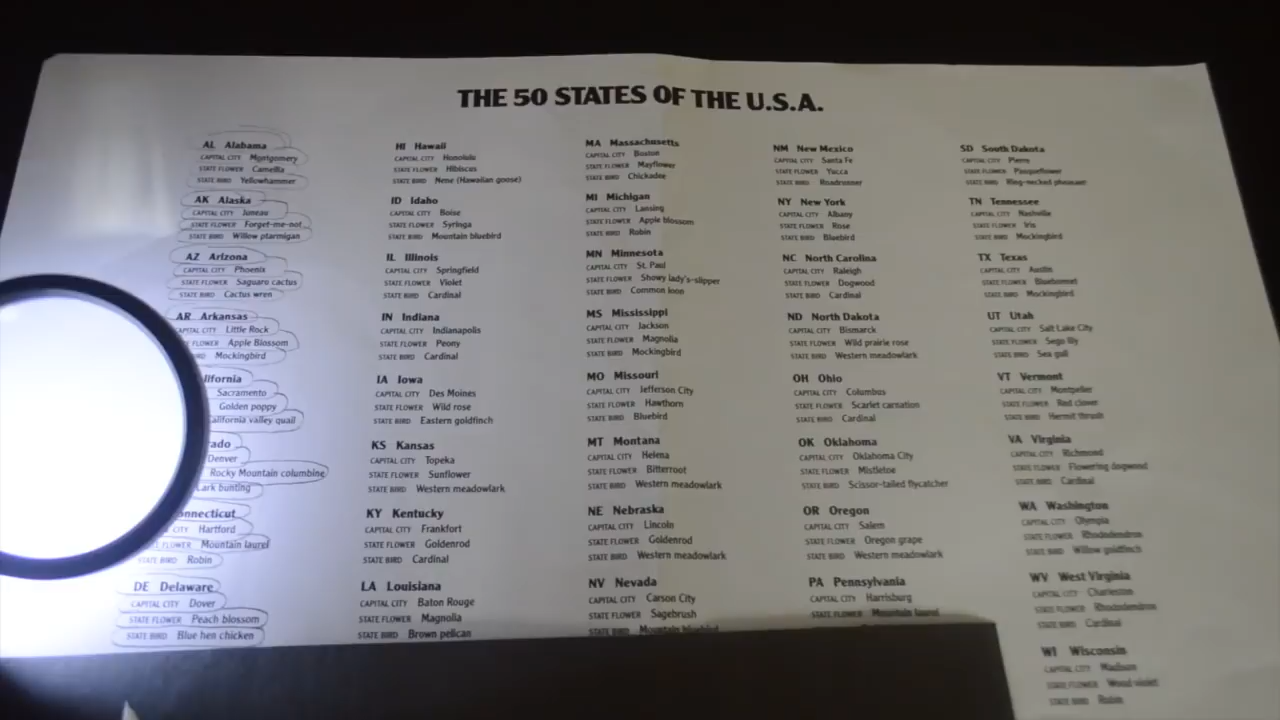 THE 50 STATES OF THE U.S.A.
AL Alabama
CAPITAL CITY Montgomery
STATE FLOWER Camellia
STATE BIRD Yellowhammer
AK Alaska
CAPITAL CITY Juneau
STATE FLOWER Forget-me-not
STATE BIRD Willow ptarmigan
AZ Arizona
CAPITAL CITY Phoenix
STATE FLOWER Saguaro cactus
STATE BIRD Cactus wren
AR Arkansas
CAPITAL CITY Little Rock
FLOWER Apple Blossom
BIRD Mockingbird
lifornia
Sacramento
Golden poppy
California valley quail
rado
Denver
Rocky Mountain columbine
Lark bunting
onnecticut
CITY Hartford
FLOWER Mountain laurel
STATE BIRD Robin
DE Delaware
CAPITAL CITY Dover
STATE FLOWER Peach blossom
STATE BIRD Blue hen chicken
HI Hawaii
CAPITAL CITY Honolulu
STATE FLOWER Hibiscus
STATE BIRD Nene (Hawaiian goose)
ID Idaho
CAPITAL CITY Boise
STATE FLOWER Syringa
STATE BIRD Mountain bluebird
IL Illinois
CAPITAL CITY Springfield
STATE FLOWER Violet
STATE BIRD Cardinal
IN Indiana
CAPITAL CITY Indianapolis
STATE FLOWER Peony
STATE BIRD Cardinal
IA Iowa
CAPITAL CITY Des Moines
STATE FLOWER Wild rose
STATE BIRD Eastern goldfinch
KS Kansas
CAPITAL CITY Topeka
STATE FLOWER Sunflower
STATE BIRD Western meadowlark
KY Kentucky
CAPITAL CITY Frankfort
STATE FLOWER Goldenrod
STATE BIRD Cardinal
LA Louisiana
CAPITAL CITY Baton Rouge
STATE FLOWER Magnolia
STATE BIRD Brown pelican
MA Massachusetts
CAPITAL CITY Boston
STATE FLOWER Mayflower
STATE BIRD Chickadee
MI Michigan
CAPITAL CITY Lansing
STATE FLOWER Apple blossom
STATE BIRD Robin
MN Minnesota
CAPITAL CITY St. Paul
STATE FLOWER Showy lady's-slipper
STATE BIRD Common loon
MS Mississippi
CAPITAL CITY Jackson
STATE FLOWER Magnolia
STATE BIRD Mockingbird
MO Missouri
CAPITAL CITY Jefferson City
STATE FLOWER Hawthorn
STATE BIRD Bluebird
MT Montana
CAPITAL CITY Helena
STATE FLOWER Bitterroot
STATE BIRD Western meadowlark
NE Nebraska
CAPITAL CITY Lincoln
STATE FLOWER Goldenrod
STATE BIRD Western meadowlark
NV Nevada
CAPITAL CITY Carson City
STATE FLOWER Sagebrush
STATE BIRD Mountain bluebird
NM New Mexico
CAPITAL CITY Santa Fe
STATE FLOWER Yucca
STATE BIRD Roadrunner
NY New York
CAPITAL CITY Albany
STATE FLOWER Rose
STATE BIRD Bluebird
NC North Carolina
CAPITAL CITY Raleigh
STATE FLOWER Dogwood
STATE BIRD Cardinal
ND North Dakota
CAPITAL CITY Bismarck
STATE FLOWER Wild prairie rose
STATE BIRD Western meadowlark
OH Ohio
CAPITAL CITY Columbus
STATE FLOWER Scarlet carnation
STATE BIRD Cardinal
OK Oklahoma
CAPITAL CITY Oklahoma City
STATE FLOWER Mistletoe
STATE BIRD Scissor-tailed flycatcher
OR Oregon
CAPITAL CITY Salem
STATE FLOWER Oregon grape
STATE BIRD Western meadowlark
PA Pennsylvania
CAPITAL CITY Harrisburg
STATE FLOWER Mountain laurel
SD South Dakota
CAPITAL CITY Pierre
STATE FLOWER Pasqueflower
STATE BIRD Ring-necked pheasant
TN Tennessee
CAPITAL CITY Nashville
STATE FLOWER Iris
STATE BIRD Mockingbird
TX Texas
CAPITAL CITY Austin
STATE FLOWER Bluebonnet
STATE BIRD Mockingbird
UT Utah
CAPITAL CITY Salt Lake City
STATE FLOWER Sego lily
STATE BIRD Sea gull
VT Vermont
CAPITAL CITY Montpelier
STATE FLOWER Red clover
STATE BIRD Hermit thrush
VA Virginia
CAPITAL CITY Richmond
STATE FLOWER Flowering dogwood
STATE BIRD Cardinal
WA Washington
CAPITAL CITY Olympia
STATE FLOWER Rhododendron
STATE BIRD Willow goldfinch
WV West Virginia
CAPITAL CITY Charleston
STATE FLOWER Rhododendron
STATE BIRD Cardinal
WI Wisconsin
CAPITAL CITY Madison
STATE FLOWER Wood violet
STATE BIRD Robin